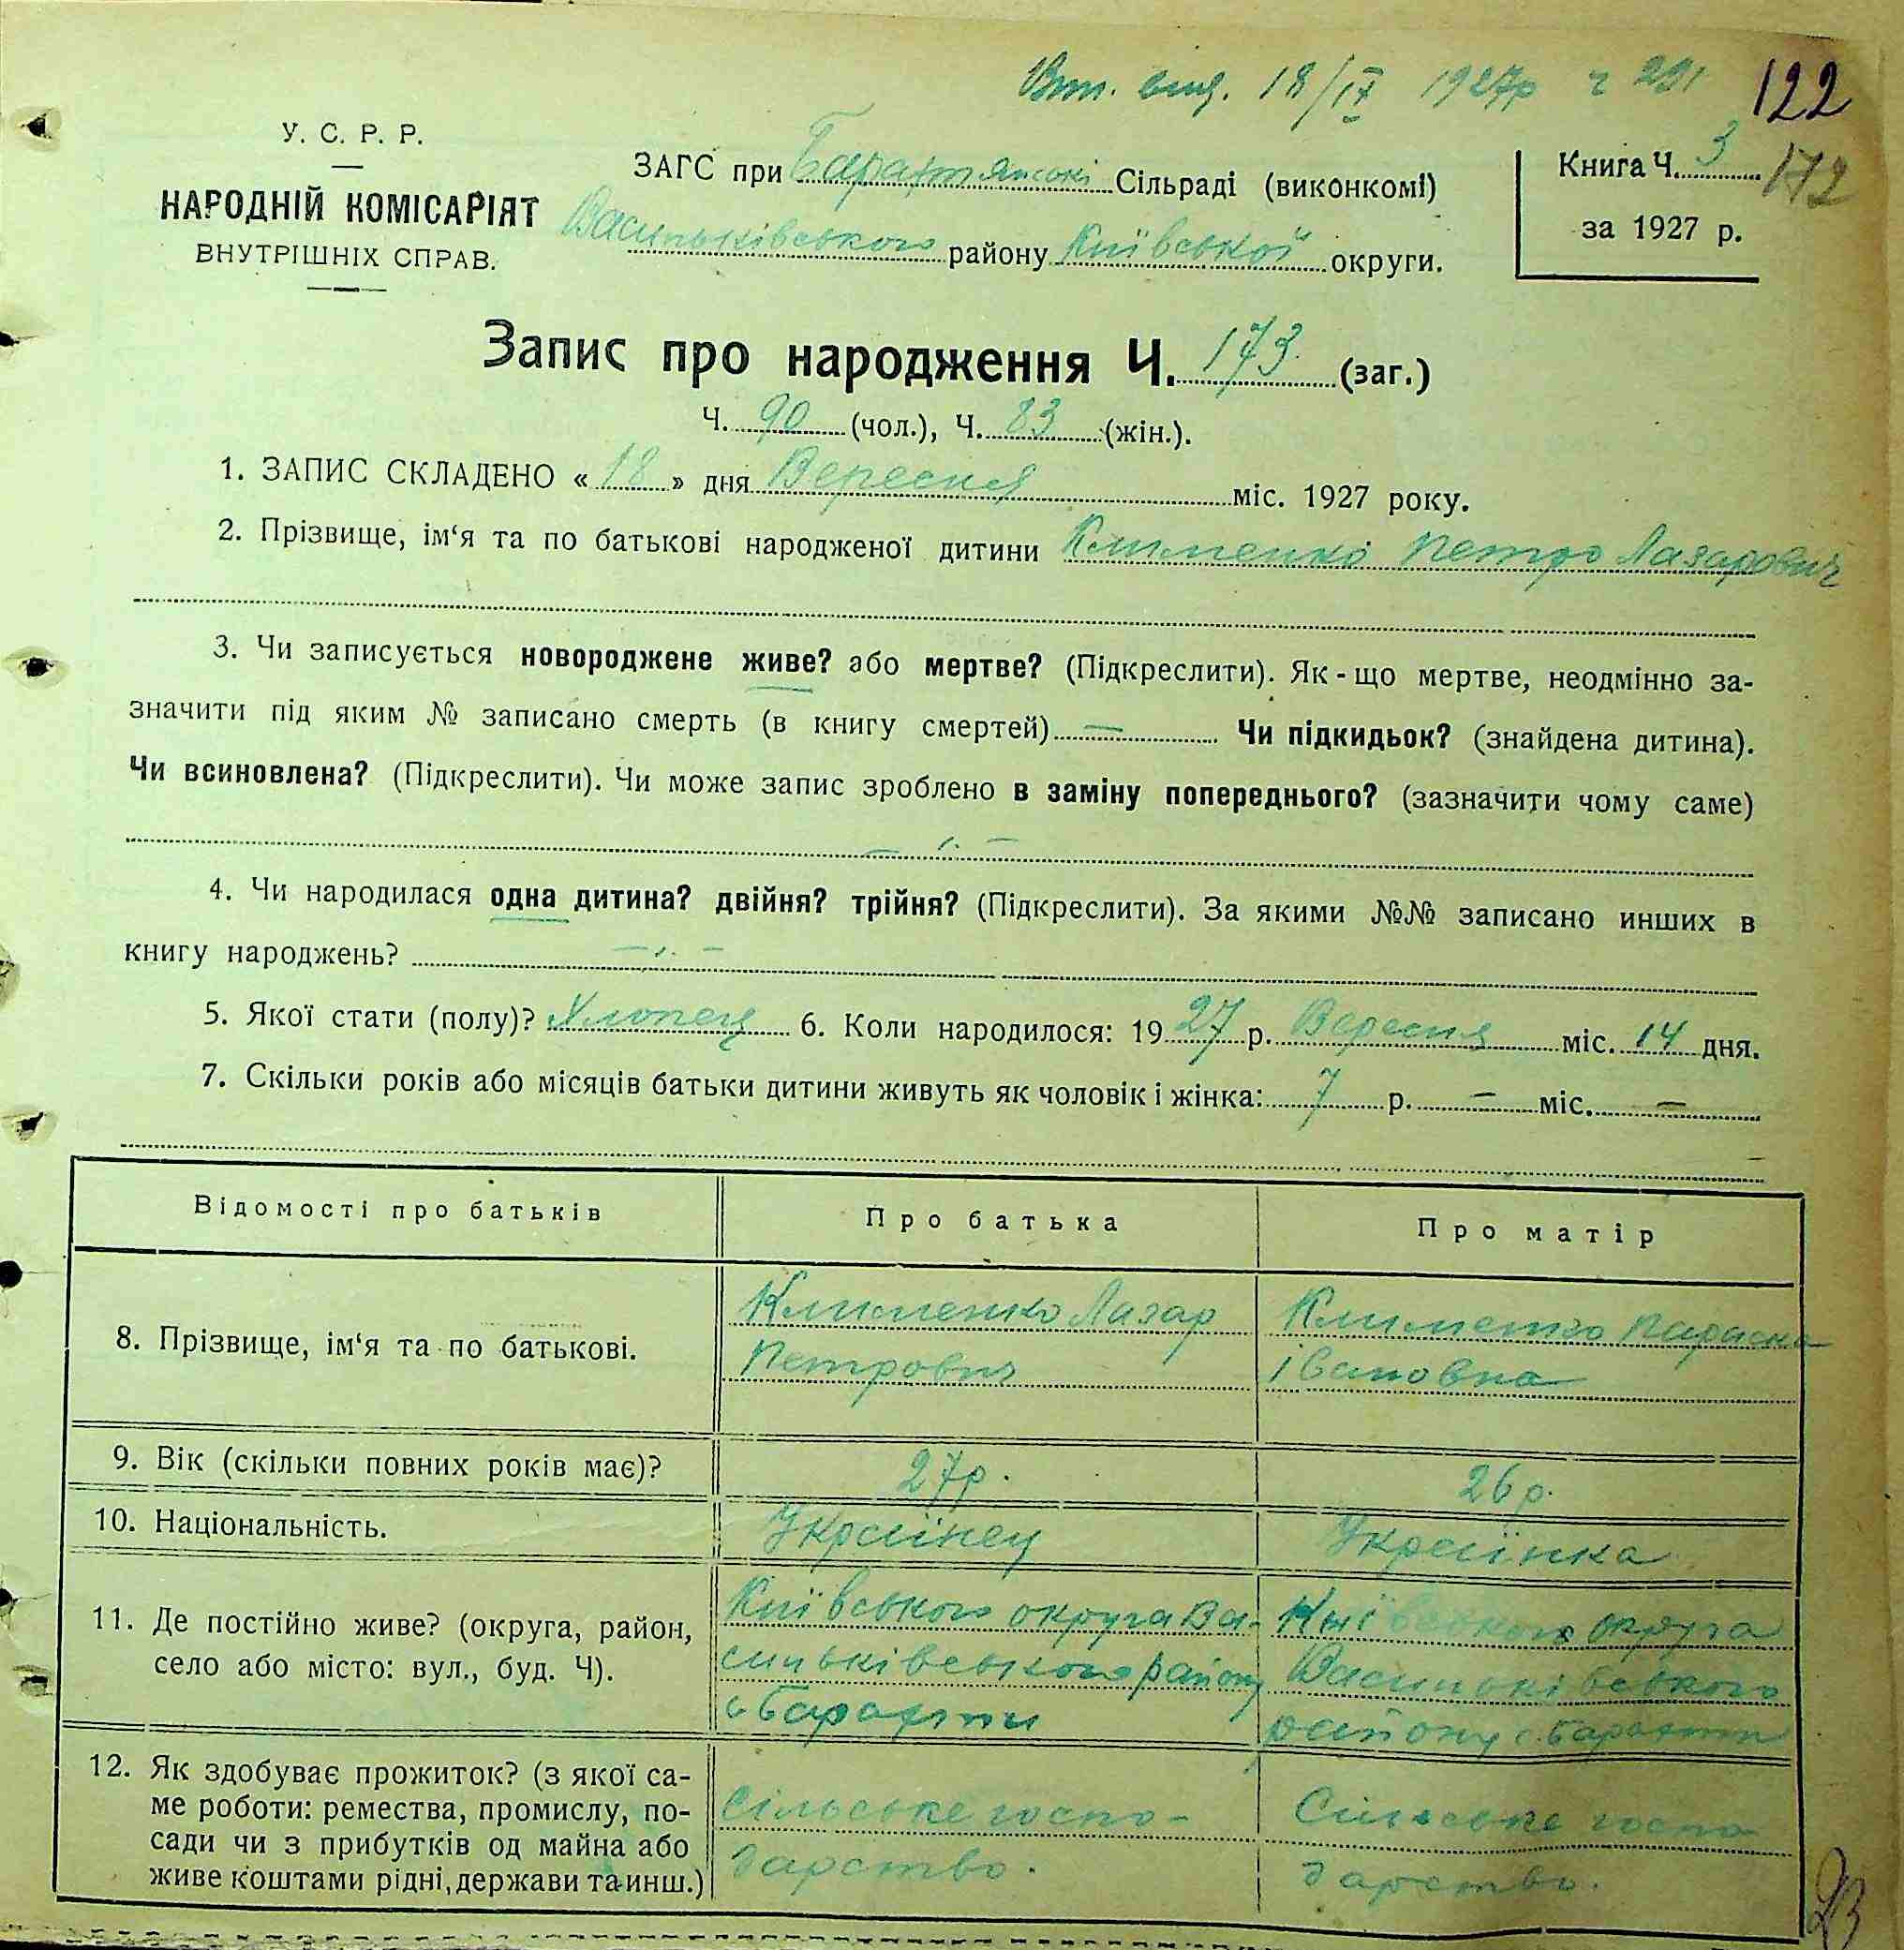 Вит. вид. 18/IX 1927р ч 291 122
У. С. Р. Р.
НАРОДНІЙ КОМІСАРІЯТ
ВНУТРІШНІХ СПРАВ.
ЗАГС при Барахтянські Сільраді (виконкомі)
Васильківського району Київської округи.
Книга Ч. 3 172
за 1927 р.
Запис про народження Ч. 173 (заг.)
Ч. 90 (чол.), Ч. 83 (жін.).
1. ЗАПИС СКЛАДЕНО « 18 » дня Вересня міс. 1927 року.
2. Прізвище, ім‘я та по батькові народженої дитини Клименко Петро Лазарович
3. Чи записується новороджене живе? або мертве? (Підкреслити). Як-що мертве, неодмінно за-
значити під яким № записано смерть (в книгу смертей) — Чи підкидьок? (знайдена дитина).
Чи всиновлена? (Підкреслити). Чи може запис зроблено в заміну попереднього? (зазначити чому саме)
4. Чи народилася одна дитина? двійня? трійня? (Підкреслити). За якими №№ записано инших в
книгу народжень?
5. Якої стати (полу)? Хлопець 6. Коли народилося: 1927 р. Вересня міс. 14 дня.
7. Скільки років або місяців батьки дитини живуть як чоловік і жінка: 7 р. — міс. —
Відомості про батьків Про батька Про матір
8. Прізвище, ім‘я та по батькові.
Клименко Лазар
Петрович
Клименко Параска
Івановна
9. Вік (скільки повних років має)? 27р. 26 р.
10. Національність. Українец Українка
11. Де постійно живе? (округа, район,
село або місто: вул., буд. Ч).
Київського округа Ва-
сильківського району
с Барахти
Київського округа
Васильківського
району с. Барахти
12. Як здобуває прожиток? (з якої са-
ме роботи: ремества, промислу, по-
сади чи з прибутків од майна або
живе коштами рідні, держави та инш.)
Сільське госпо-
дарство.
Сільське госпо
дарство.